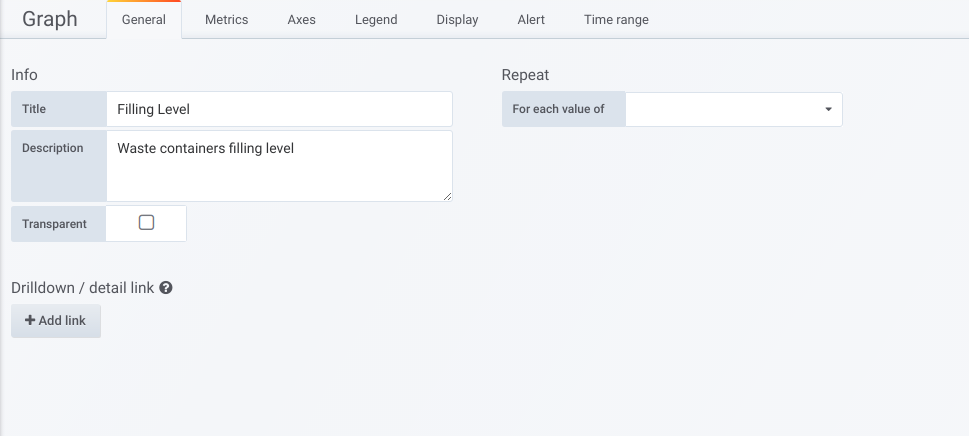 Graph General Metrics Axes Legend Display Alert Time range
Info
Title Filling Level
Description Waste containers filling level
Transparent
Repeat
For each value of
Drilldown / detail link ?
+ Add link